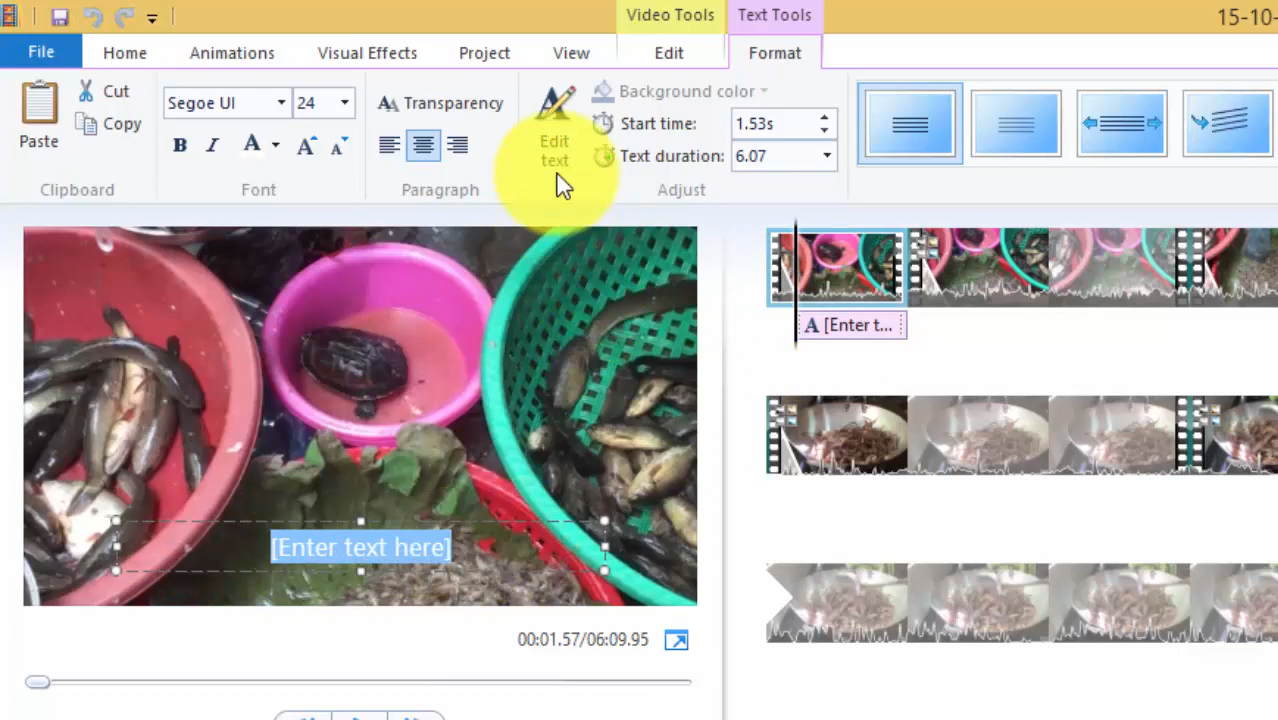 Video Tools
Text Tools
15-10-
File
Home
Animations
Visual Effects
Project
View
Edit
Format
Paste
Cut
Copy
Clipboard
Segoe UI
24
B I A A A
Font
A Transparency
Paragraph
Edit
text
Background color
Start time:
1.53s
Text duration:
6.07
Adjust
[Enter text here]
A [Enter t...
00:01.57/06:09.95